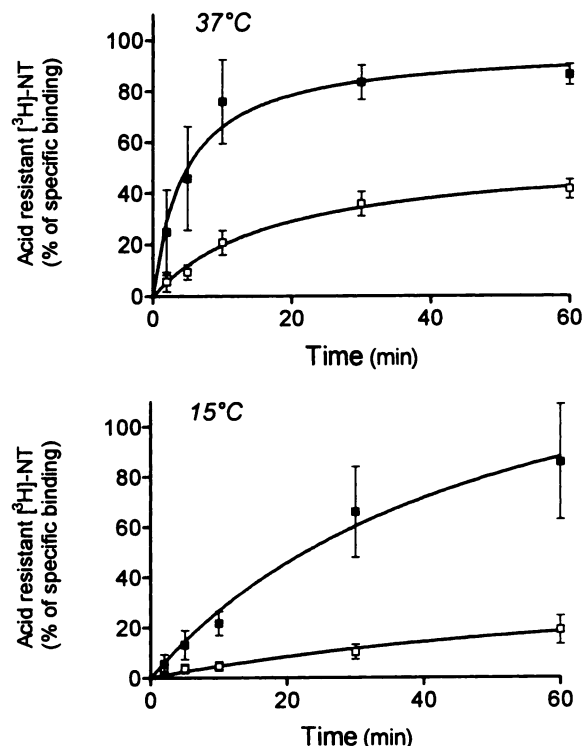 37°C
Acid resistant [³H]-NT
(% of specific binding)
100
80
60
40
20
0
0 20 40 60
Time (min)
15°C
Acid resistant [³H]-NT
(% of specific binding)
100
80
60
40
20
0
0 20 40 60
Time (min)